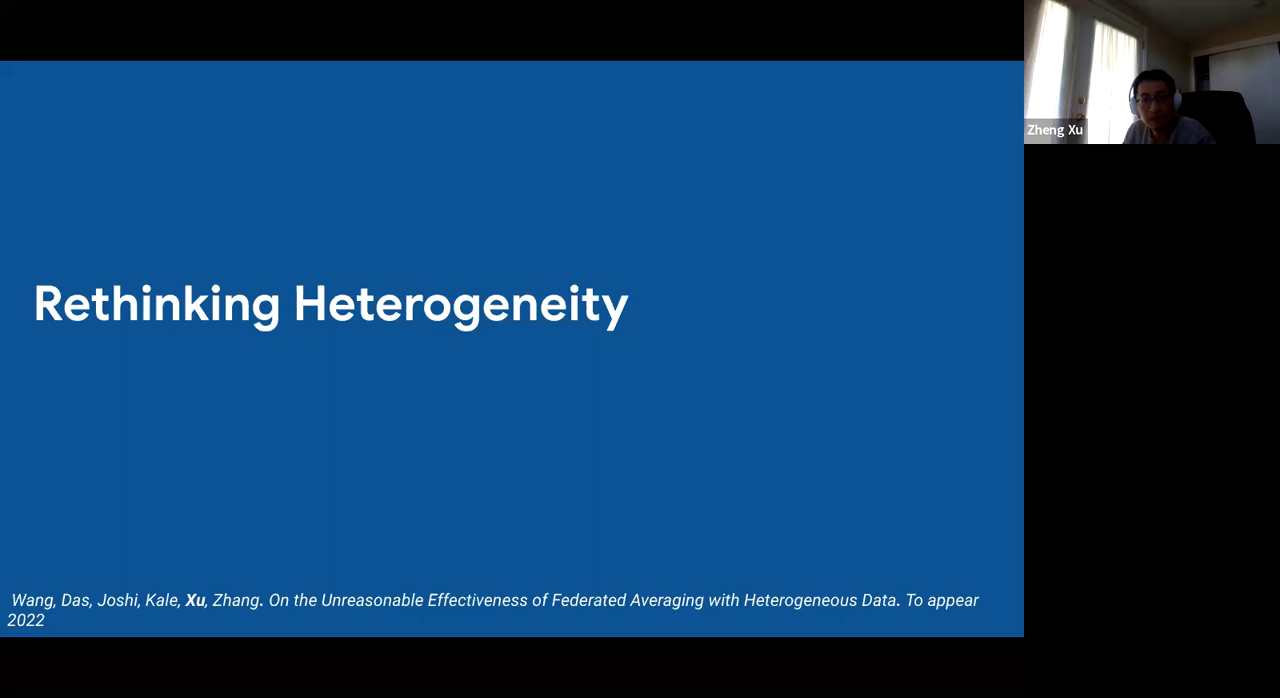 Zheng Xu
Rethinking Heterogeneity
Wang, Das, Joshi, Kale, Xu, Zhang. On the Unreasonable Effectiveness of Federated Averaging with Heterogeneous Data. To appear
2022